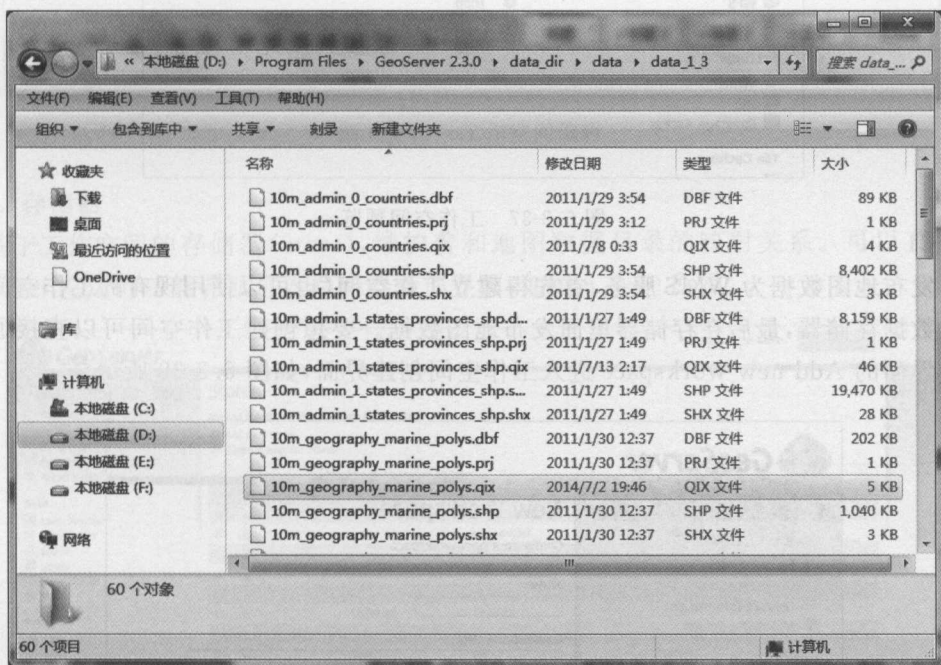 « 本地磁盘 (D:) ▸ Program Files ▸ GeoServer 2.3.0 ▸ data_dir ▸ data ▸ data_1_3
搜索 data_...
文件(F) 编辑(E) 查看(V) 工具(T) 帮助(H)
组织 包含到库中 共享 刻录 新建文件夹
收藏夹
下载
桌面
最近访问的位置
OneDrive
库
计算机
本地磁盘 (C:)
本地磁盘 (D:)
本地磁盘 (E:)
本地磁盘 (F:)
网络
名称 修改日期 类型 大小
10m_admin_0_countries.dbf 2011/1/29 3:54 DBF 文件 89 KB
10m_admin_0_countries.prj 2011/1/29 3:12 PRJ 文件 1 KB
10m_admin_0_countries.qix 2011/7/8 0:33 QIX 文件 4 KB
10m_admin_0_countries.shp 2011/1/29 3:54 SHP 文件 8,402 KB
10m_admin_0_countries.shx 2011/1/29 3:54 SHX 文件 3 KB
10m_admin_1_states_provinces_shp.d... 2011/1/27 1:49 DBF 文件 8,159 KB
10m_admin_1_states_provinces_shp.prj 2011/1/27 1:49 PRJ 文件 1 KB
10m_admin_1_states_provinces_shp.qix 2011/7/13 2:17 QIX 文件 46 KB
10m_admin_1_states_provinces_shp.s... 2011/1/27 1:49 SHP 文件 19,470 KB
10m_admin_1_states_provinces_shp.shx 2011/1/27 1:49 SHX 文件 28 KB
10m_geography_marine_polys.dbf 2011/1/30 12:37 DBF 文件 202 KB
10m_geography_marine_polys.prj 2011/1/30 12:37 PRJ 文件 1 KB
10m_geography_marine_polys.qix 2014/7/2 19:46 QIX 文件 5 KB
10m_geography_marine_polys.shp 2011/1/30 12:37 SHP 文件 1,040 KB
10m_geography_marine_polys.shx 2011/1/30 12:37 SHX 文件 3 KB
60 个对象
60 个项目
计算机